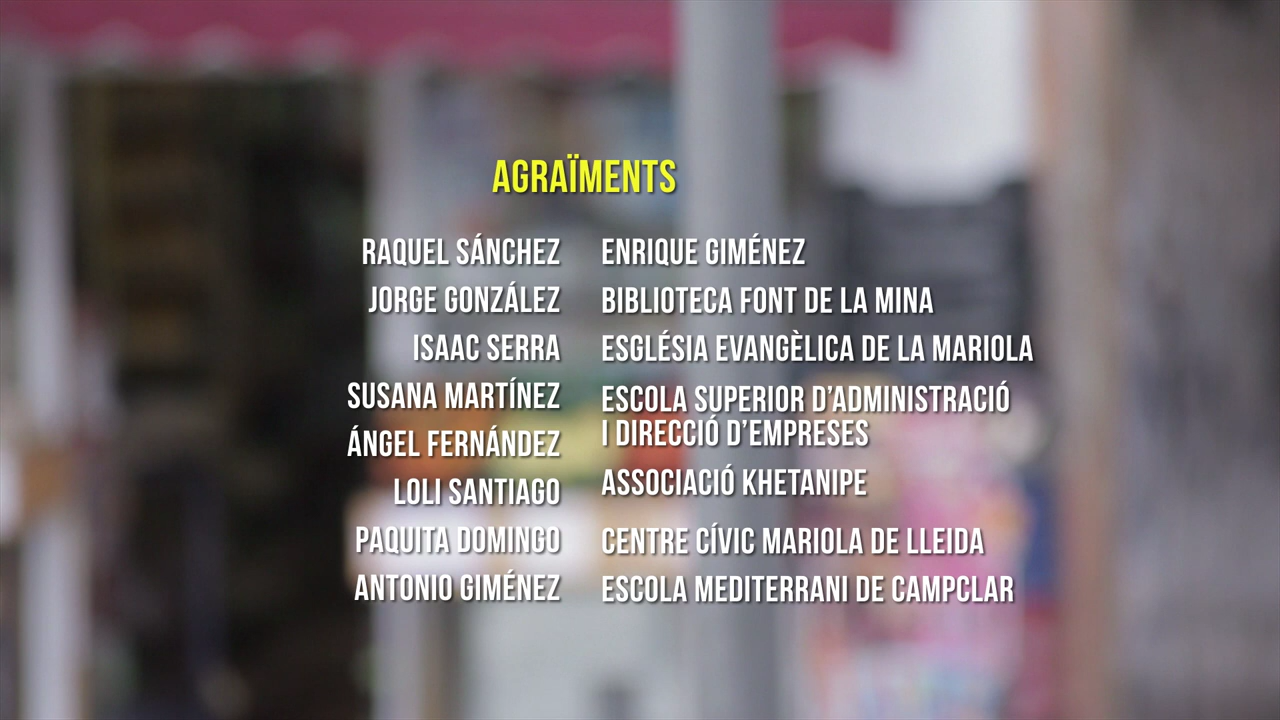 AGRAÏMENTS
RAQUEL SÁNCHEZ
JORGE GONZÁLEZ
ISAAC SERRA
SUSANA MARTÍNEZ
ÁNGEL FERNÁNDEZ
LOLI SANTIAGO
PAQUITA DOMINGO
ANTONIO GIMÉNEZ
ENRIQUE GIMÉNEZ
BIBLIOTECA FONT DE LA MINA
ESGLÉSIA EVANGÈLICA DE LA MARIOLA
ESCOLA SUPERIOR D’ADMINISTRACIÓ
I DIRECCIÓ D’EMPRESES
ASSOCIACIÓ KHETANIPE
CENTRE CÍVIC MARIOLA DE LLEIDA
ESCOLA MEDITERRANI DE CAMPCLAR